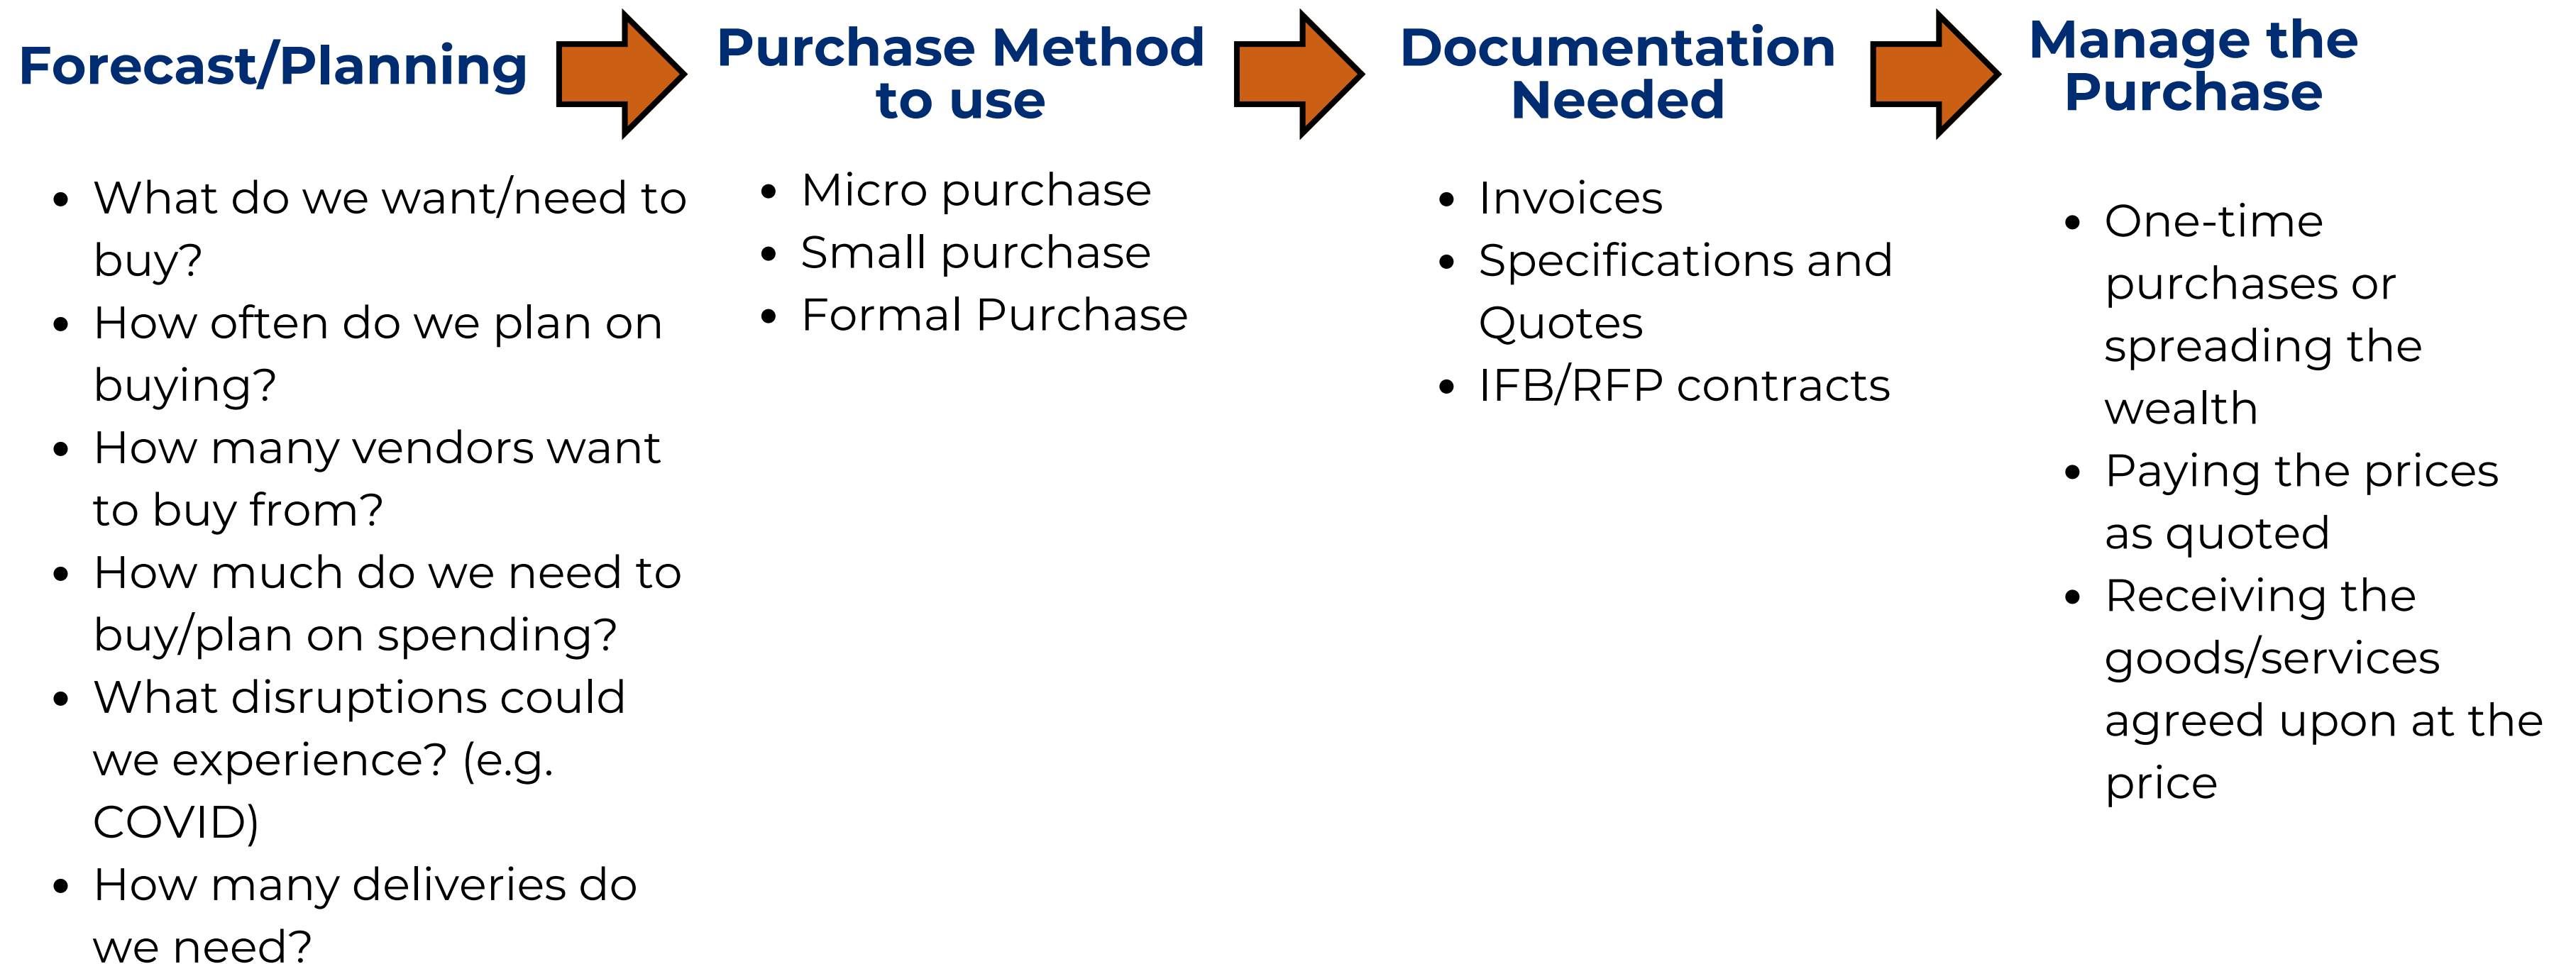 Forecast/Planning
What do we want/need to
buy?
How often do we plan on
buying?
How many vendors want
to buy from?
How much do we need to
buy/plan on spending?
What disruptions could
we experience? (e.g.
COVID)
How many deliveries do
we need?
Purchase Method
to use
Micro purchase
Small purchase
Formal Purchase
Documentation
Needed
Invoices
Specifications and
Quotes
IFB/RFP contracts
Manage the
Purchase
One-time
purchases or
spreading the
wealth
Paying the prices
as quoted
Receiving the
goods/services
agreed upon at the
price